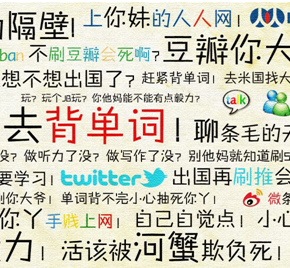 隔壁! 上你妹的人人网!
ban 不刷豆瓣会死啊? 豆瓣你大
想不想出国了? 赶紧背单词! 去米国找大
玩? 玩个JB玩? 你他妈能不能有点毅力? talk
去背单词! 聊条毛的天
没? 做听力了没? 做写作了没? 别他妈就知道刷S
要学习! twitter 出国再刷推会
到你大爷! 单词背不完小心抽死你丫! 微
你丫! 手贱上网! 自己自觉点! 小心
力! 活该被河蟹欺负死!